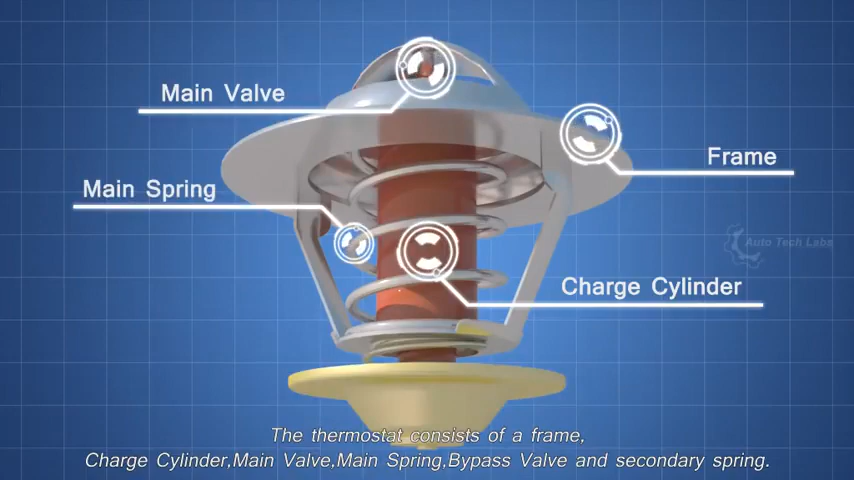 Main Valve
Frame
Main Spring
Auto Tech Labs
Charge Cylinder
The thermostat consists of a frame,
Charge Cylinder,Main Valve,Main Spring,Bypass Valve and secondary spring.